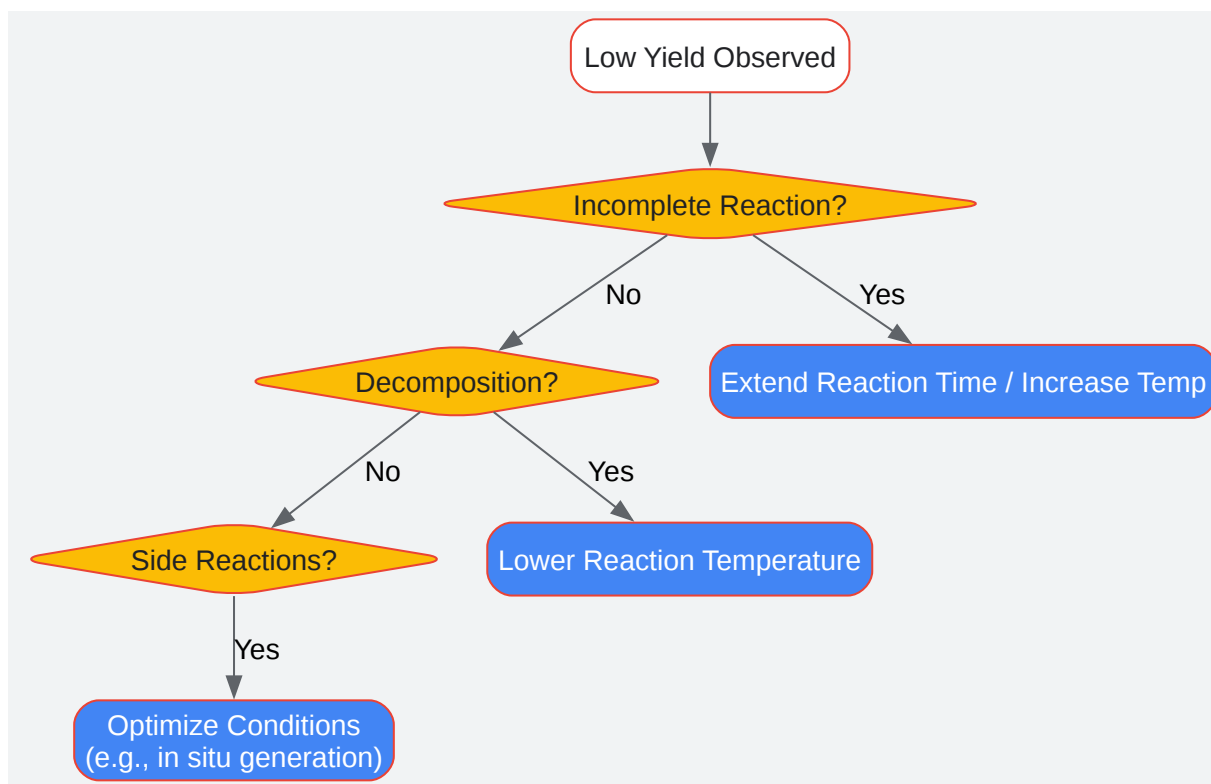 Low Yield Observed
Incomplete Reaction?
No
Yes
Decomposition?
Extend Reaction Time / Increase Temp
No
Yes
Side Reactions?
Lower Reaction Temperature
Yes
Optimize Conditions
(e.g., in situ generation)